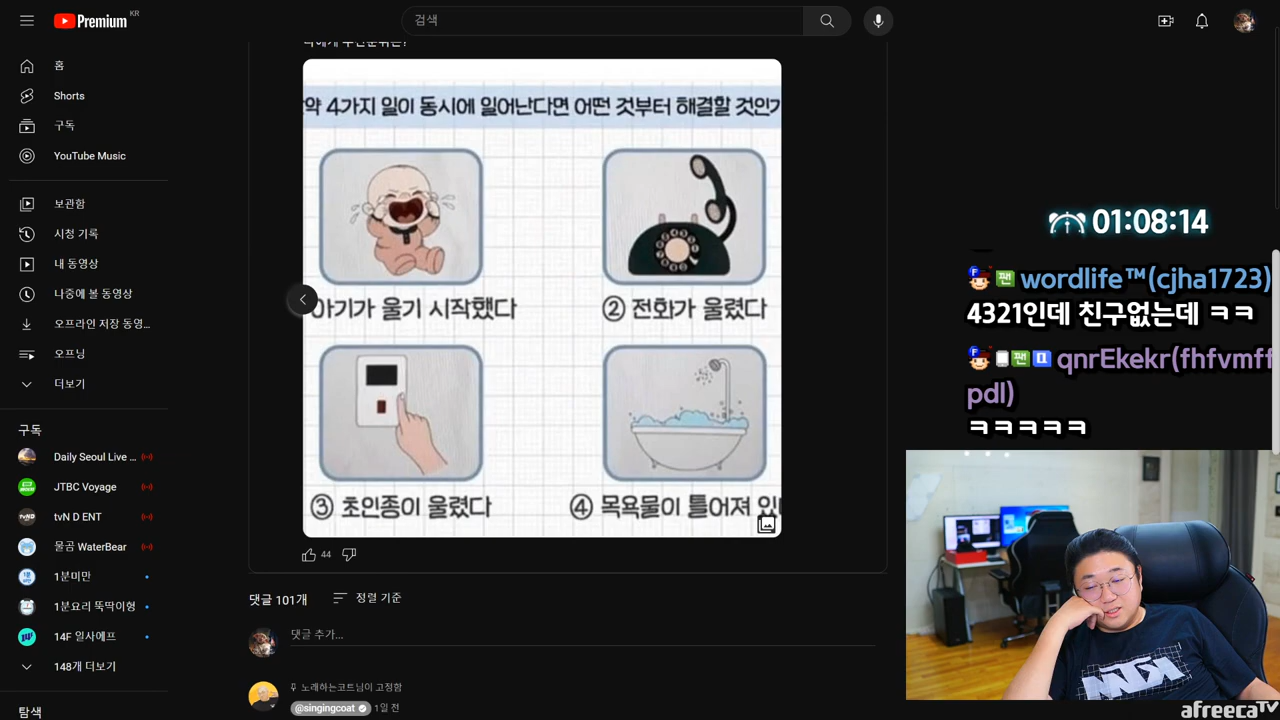 Premium KR
검색
홈
Shorts
구독
YouTube Music
보관함
시청 기록
내 동영상
나중에 볼 동영상
오프라인 저장 동영...
오프닝
더보기
구독
Daily Seoul Live ...
JTBC Voyage
tvN D ENT
물곰 WaterBear
1분미만
1분요리 뚝딱이형
14F 일사에프
148개 더보기
탐색
약 4가지 일이 동시에 일어난다면 어떤 것부터 해결할 것인가
아기가 울기 시작했다
② 전화가 울렸다
③ 초인종이 울렸다
④ 목욕물이 틀어져 있
44
댓글 101개
정렬 기준
댓글 추가...
노래하는코트님이 고정함
@singingcoat
1일 전
01:08:14
wordlife™(cjha1723)
4321인데 친구없는데 ㅋㅋ
qnrEkekr(fhfvmff
pdl)
ㅋㅋㅋㅋㅋ
afreecaTV